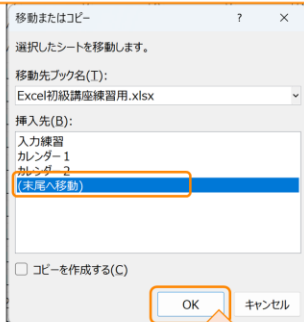 移動またはコピー ? ×
選択したシートを移動します。
移動先ブック名(T):
Excel初級講座練習用.xlsx
挿入先(B):
入力練習
カレンダー1
カレンダー2
(末尾へ移動)
コピーを作成する(C)
OK キャンセル